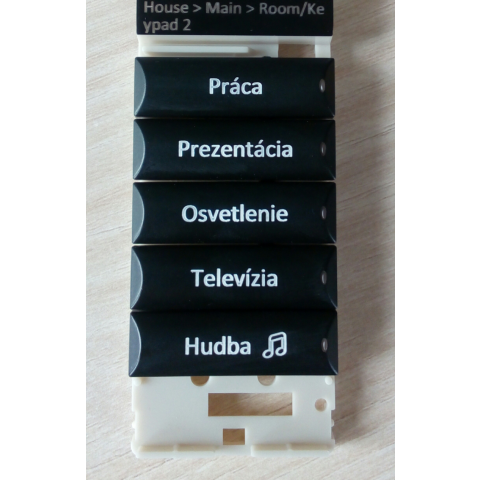 House > Main > Room/Ke
ypad 2
Práca
Prezentácia
Osvetlenie
Televízia
Hudba